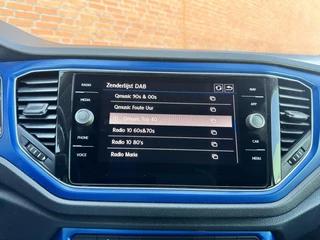 RADIO
MEDIA
PHONE
VOICE
Zenderlijst DAB
Qmusic 90s & 00s
Qmusic Foute Uur
Qmusic Top 40
Radio 10 60s&70s
Radio 10 80's
Radio Maria
NAV
APP
CAR
MENU